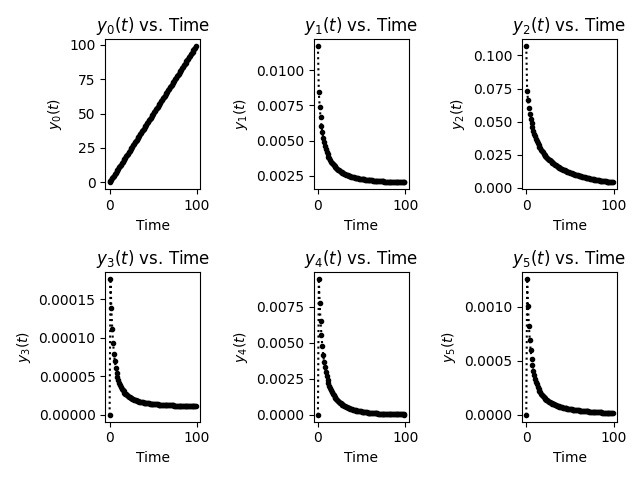 y₀(t) vs. Time
100
75
50
25
0
y₀(t)
0
100
Time
y₁(t) vs. Time
0.0100
0.0075
0.0050
0.0025
y₁(t)
0
100
Time
y₂(t) vs. Time
0.100
0.075
0.050
0.025
0.000
y₂(t)
0
100
Time
y₃(t) vs. Time
0.00015
0.00010
0.00005
0.00000
y₃(t)
0
100
Time
y₄(t) vs. Time
0.0075
0.0050
0.0025
0.0000
y₄(t)
0
100
Time
y₅(t) vs. Time
0.0010
0.0005
0.0000
y₅(t)
0
100
Time